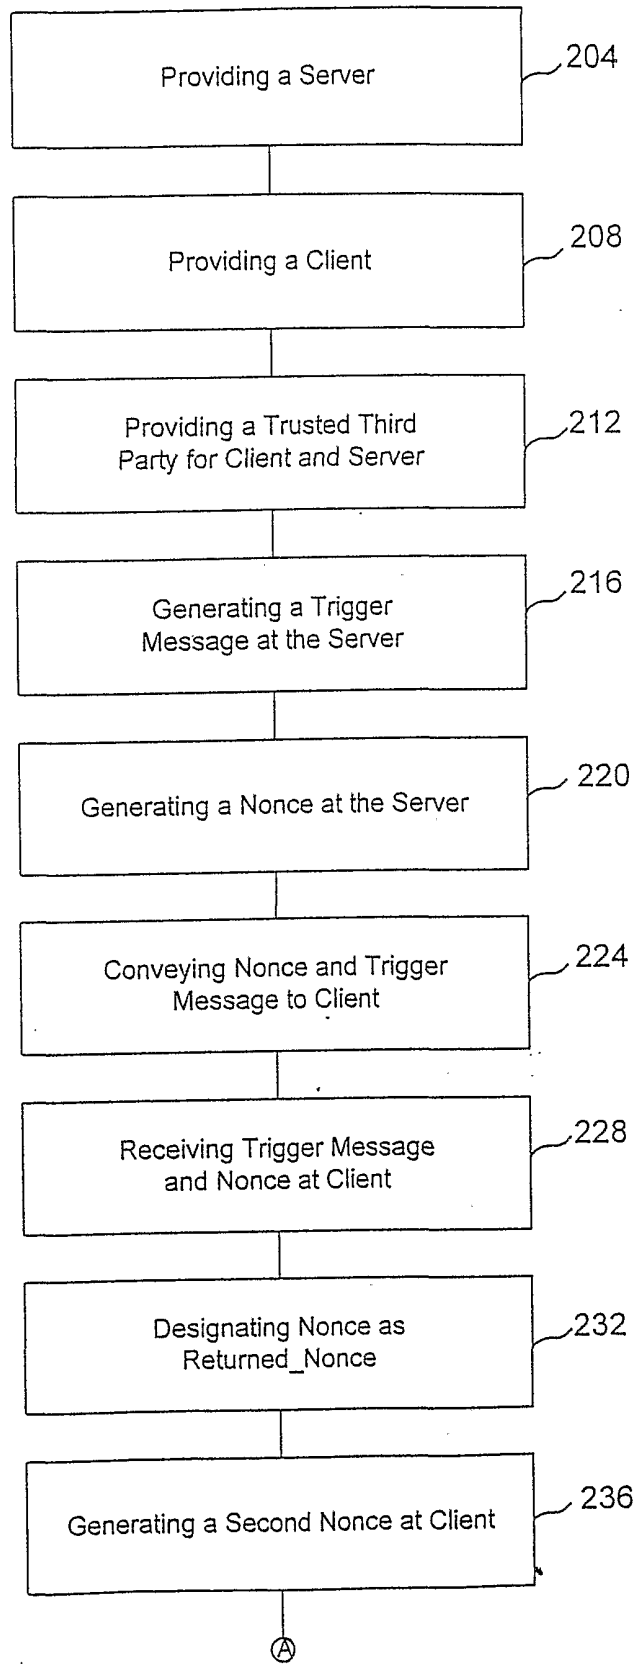 Providing a Server
204
Providing a Client
208
Providing a Trusted Third
Party for Client and Server
212
Generating a Trigger
Message at the Server
216
Generating a Nonce at the Server
220
Conveying Nonce and Trigger
Message to Client
224
Receiving Trigger Message
and Nonce at Client
228
Designating Nonce as
Returned_Nonce
232
Generating a Second Nonce at Client
236
A